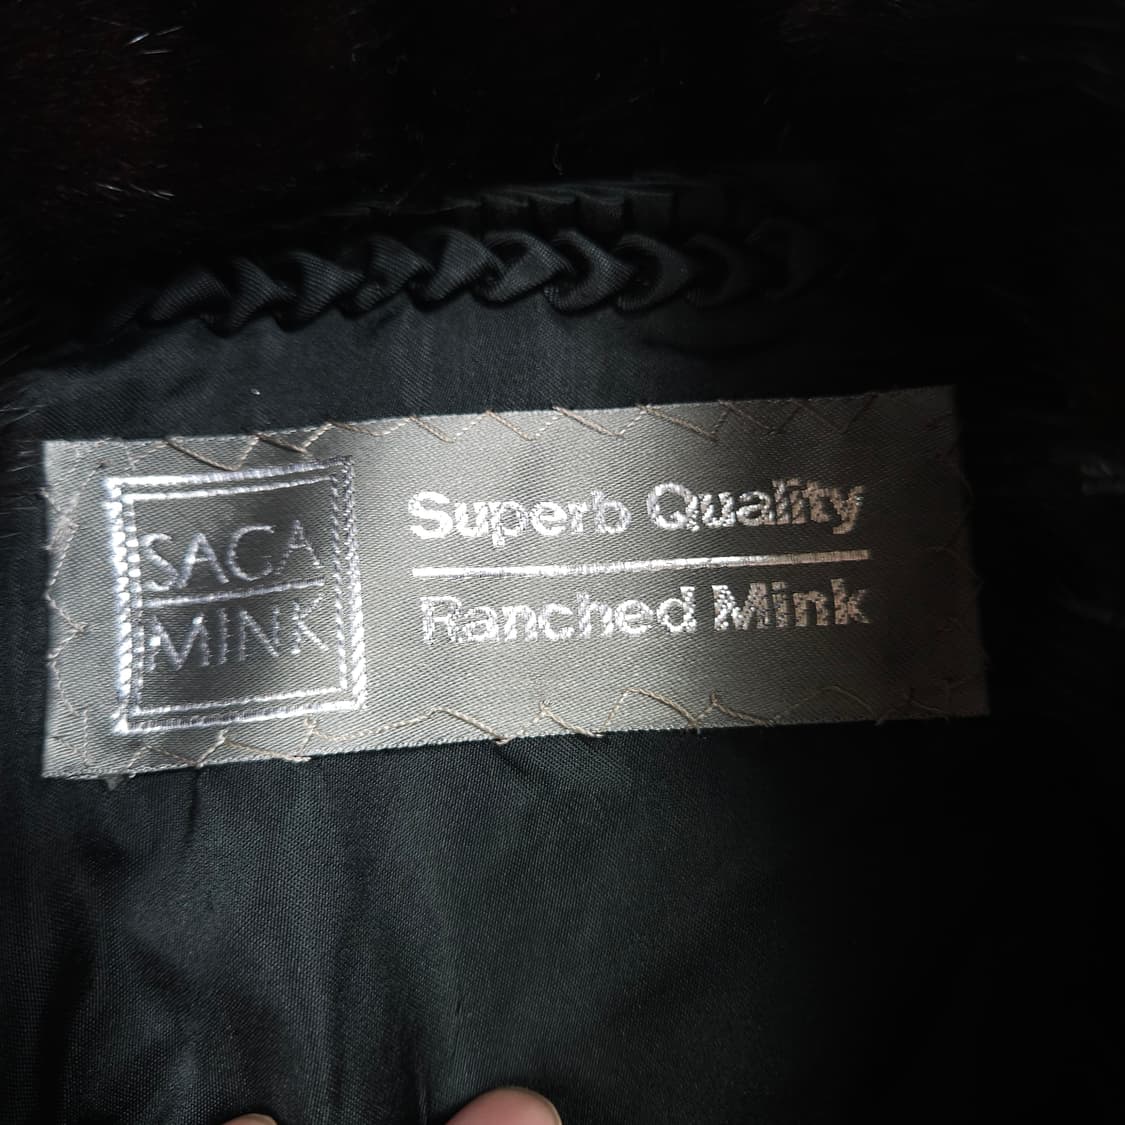 SAGA
MINK
Superb Quality
Ranched Mink